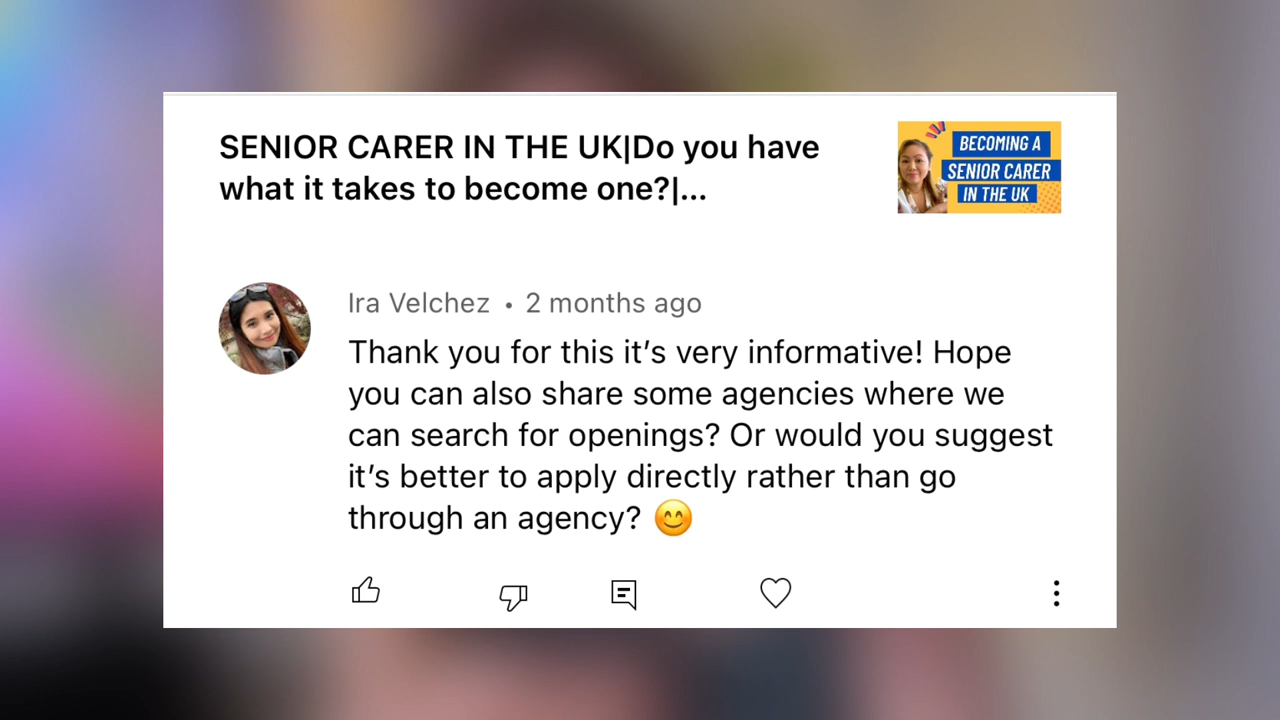 SENIOR CARER IN THE UK|Do you have
what it takes to become one?|...
BECOMING A
SENIOR CARER
IN THE UK
Ira Velchez • 2 months ago
Thank you for this it’s very informative! Hope
you can also share some agencies where we
can search for openings? Or would you suggest
it’s better to apply directly rather than go
through an agency? 😊